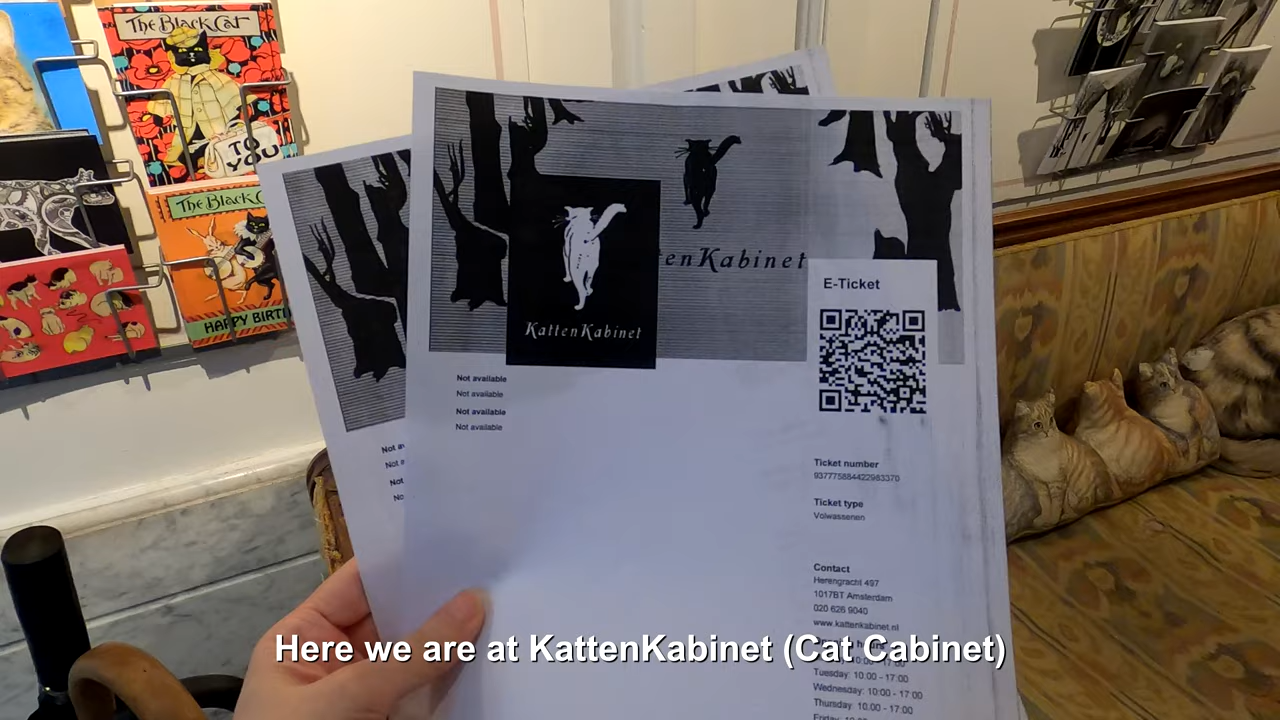 The Black Cat
TO
YOU
The Black C
HAPPY BIRTH
enKabinet
KattenKabinet
E-Ticket
Not available
Not available
Not available
Not available
Ticket number
937775884422983370
Ticket type
Volwassenen
Contact
Herengracht 497
1017BT Amsterdam
020 626 9040
www.kattenkabinet.nl
Here we are at KattenKabinet (Cat Cabinet)
Tuesday: 10:00 - 17:00
Wednesday: 10:00 - 17:00
Thursday: 10:00 - 17:00